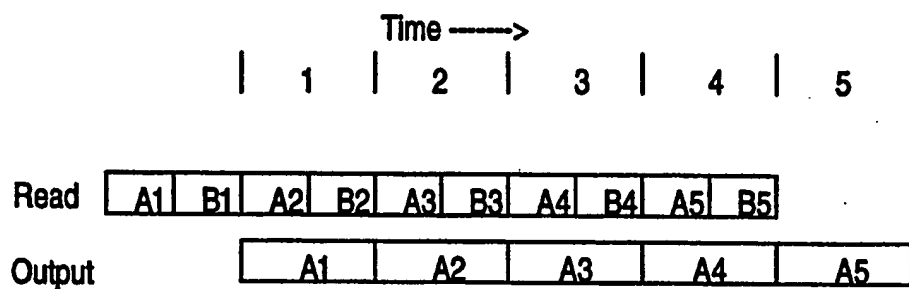 Time ------>
| 1 | 2 | 3 | 4 | 5
Read A1 B1 A2 B2 A3 B3 A4 B4 A5 B5
Output A1 A2 A3 A4 A5